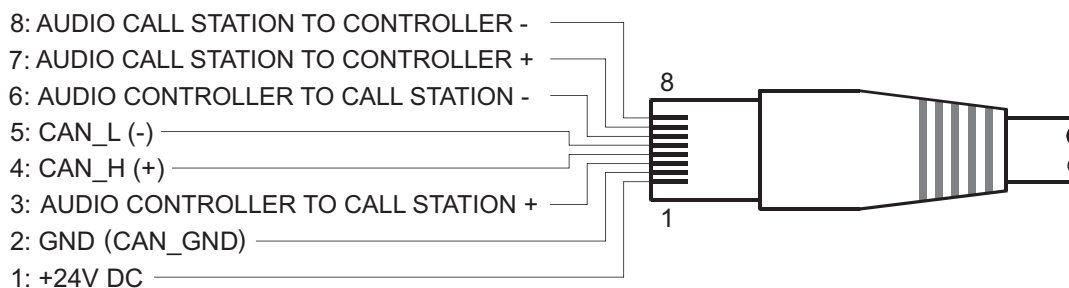 8: AUDIO CALL STATION TO CONTROLLER -
7: AUDIO CALL STATION TO CONTROLLER +
6: AUDIO CONTROLLER TO CALL STATION -
5: CAN_L (-)
4: CAN_H (+)
3: AUDIO CONTROLLER TO CALL STATION +
2: GND (CAN_GND)
1: +24V DC
8
1